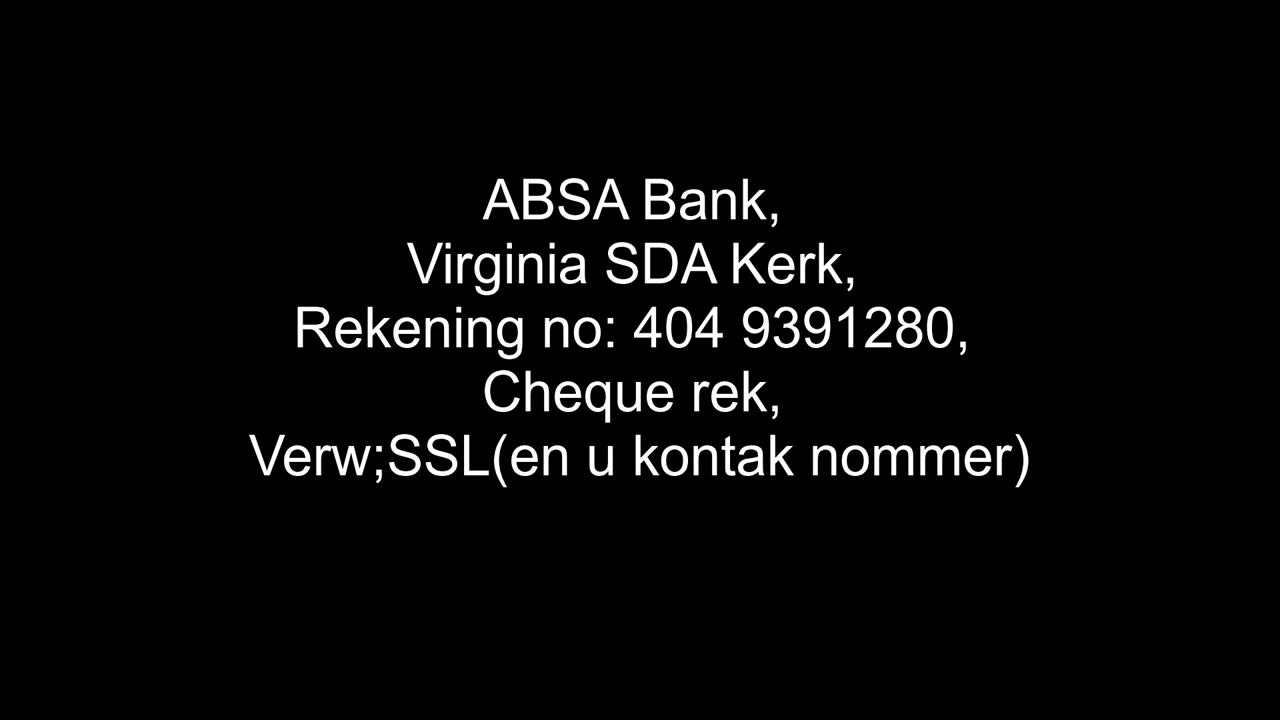 ABSA Bank,
Virginia SDA Kerk,
Rekening no: 404 9391280,
Cheque rek,
Verw;SSL(en u kontak nommer)